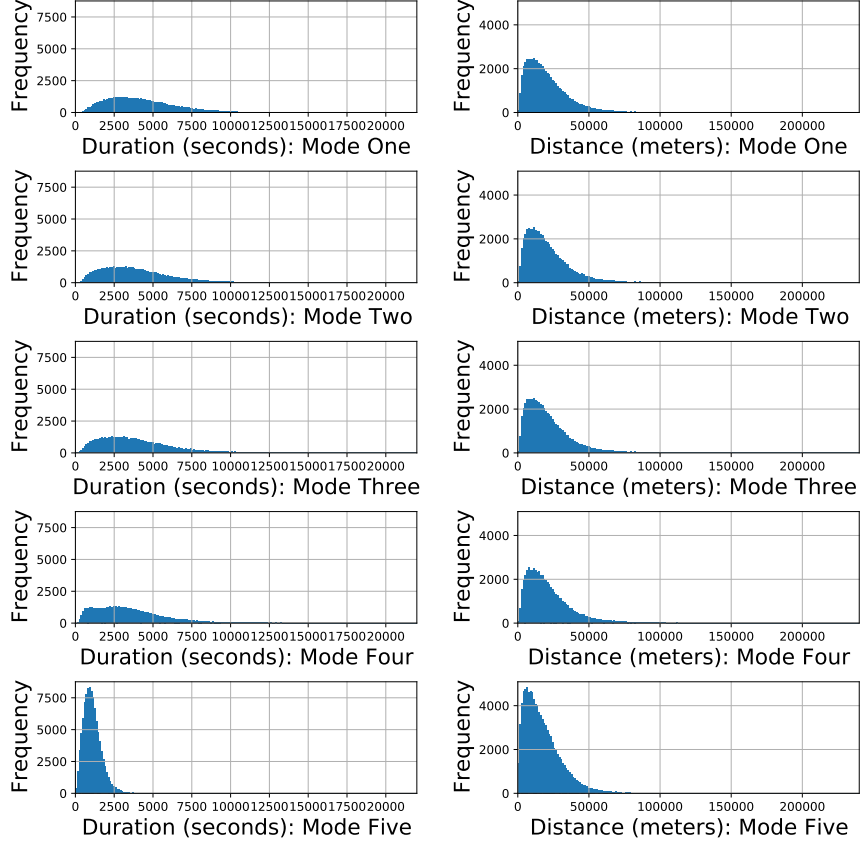 Frequency
7500
5000
2500
0
0 2500 5000 7500 10000 12500 15000 17500 20000
Duration (seconds): Mode One
Frequency
4000
2000
0
0 50000 100000 150000 200000
Distance (meters): Mode One
Frequency
7500
5000
2500
0
0 2500 5000 7500 10000 12500 15000 17500 20000
Duration (seconds): Mode Two
Frequency
4000
2000
0
0 50000 100000 150000 200000
Distance (meters): Mode Two
Frequency
7500
5000
2500
0
0 2500 5000 7500 10000 12500 15000 17500 20000
Duration (seconds): Mode Three
Frequency
4000
2000
0
0 50000 100000 150000 200000
Distance (meters): Mode Three
Frequency
7500
5000
2500
0
0 2500 5000 7500 10000 12500 15000 17500 20000
Duration (seconds): Mode Four
Frequency
4000
2000
0
0 50000 100000 150000 200000
Distance (meters): Mode Four
Frequency
7500
5000
2500
0
0 2500 5000 7500 10000 12500 15000 17500 20000
Duration (seconds): Mode Five
Frequency
4000
2000
0
0 50000 100000 150000 200000
Distance (meters): Mode Five